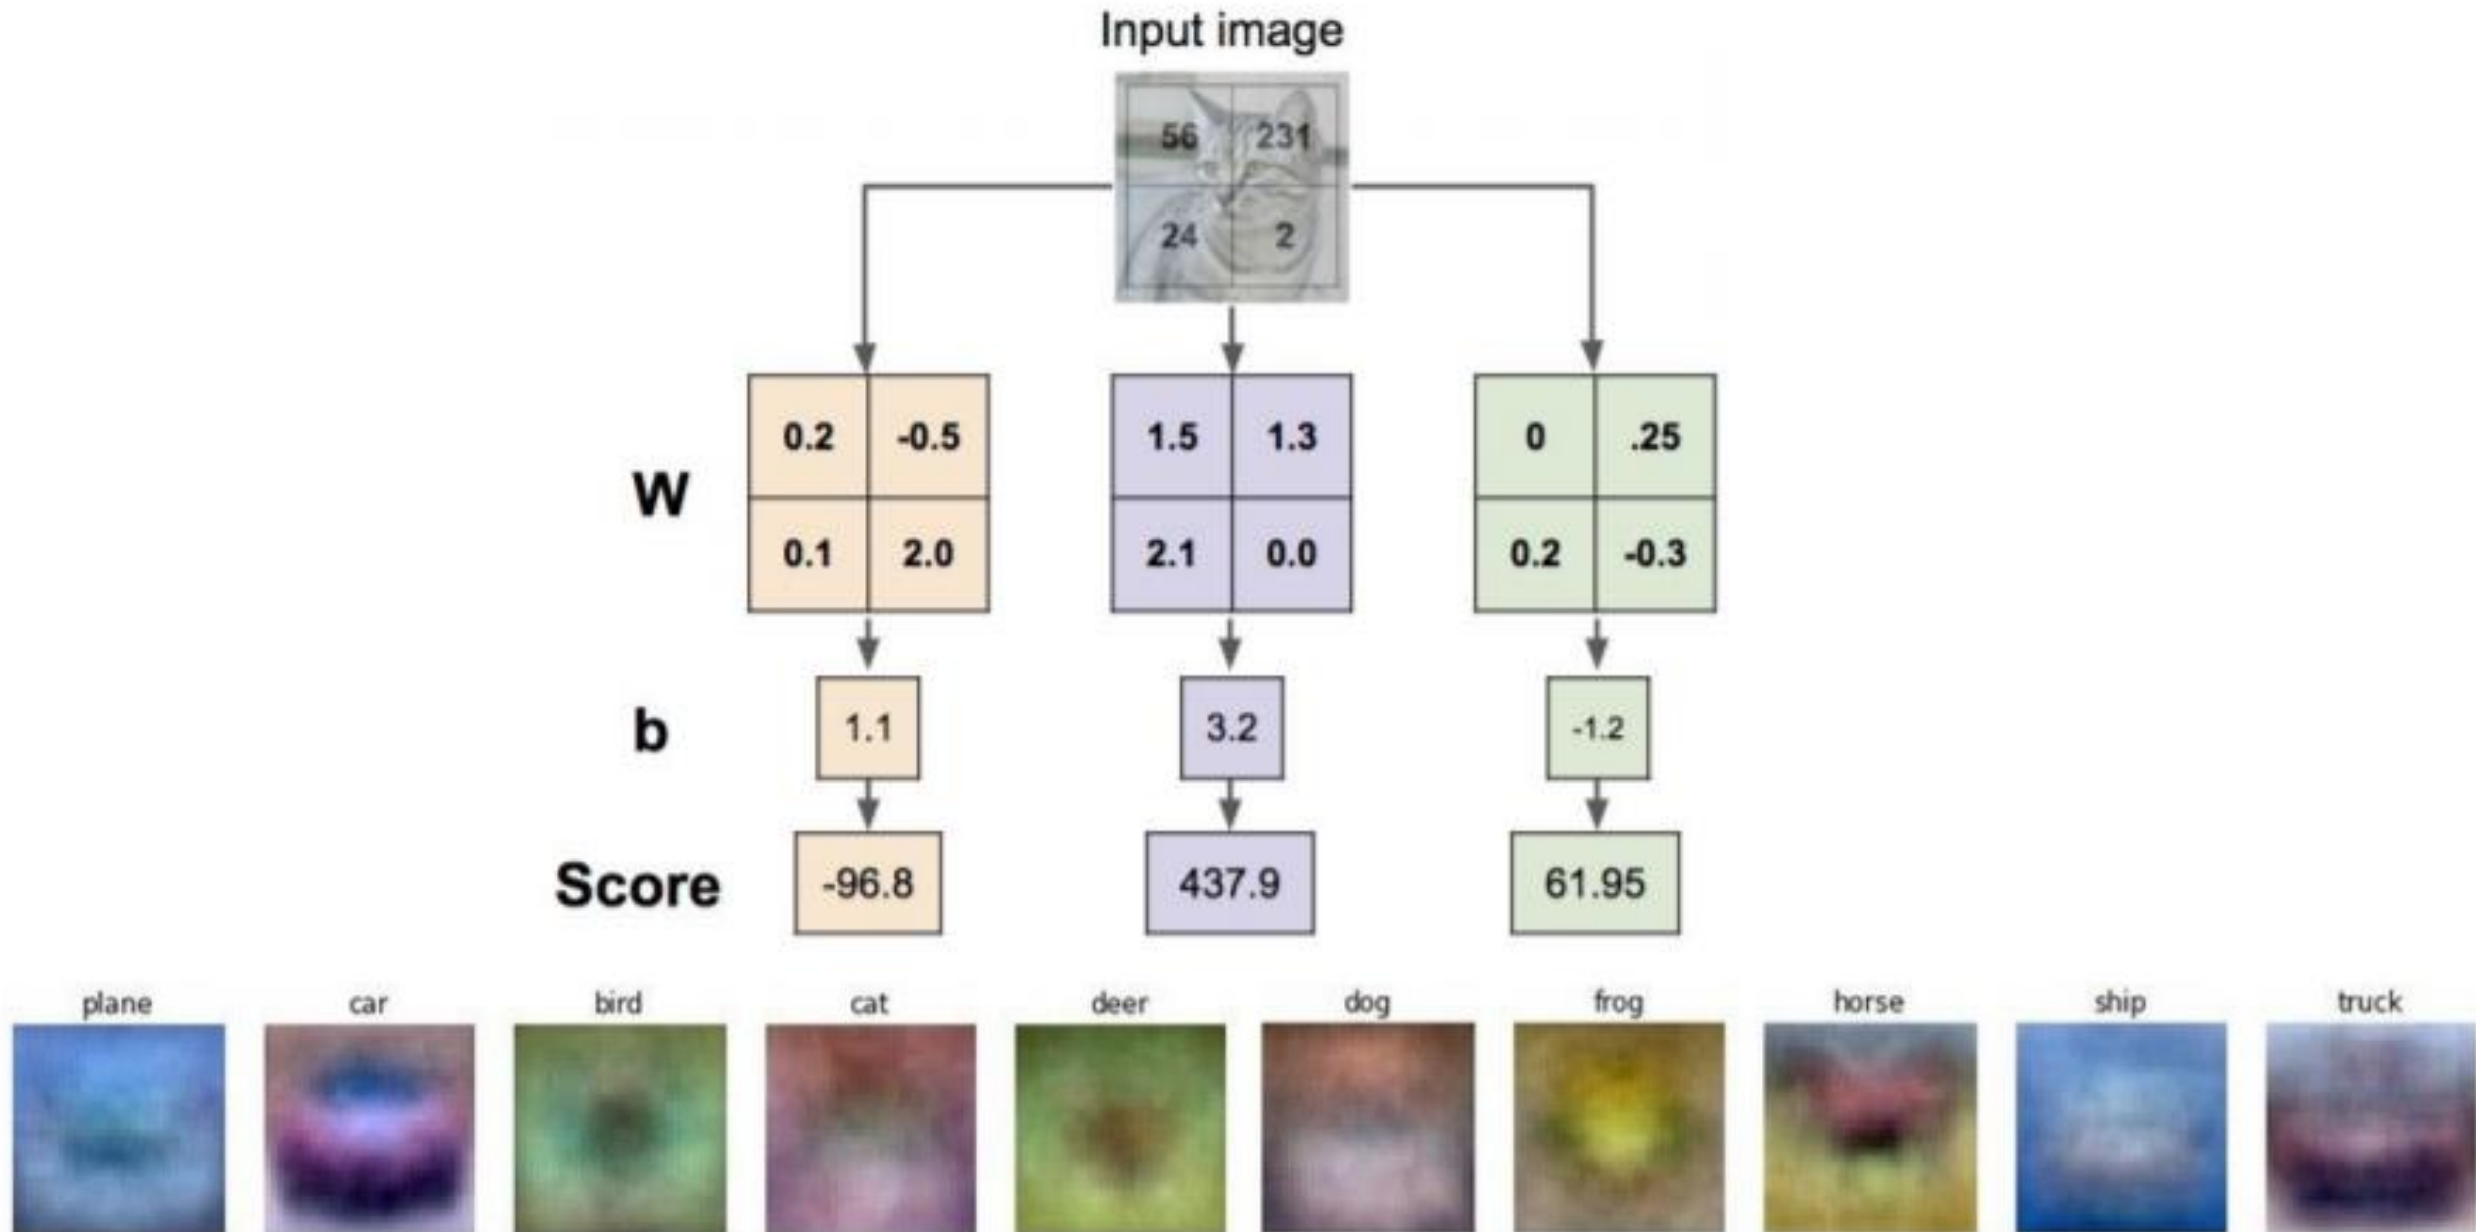 Input image
56 231
24 2
W
0.2 -0.5 1.5 1.3 0 .25
0.1 2.0 2.1 0.0 0.2 -0.3
b 1.1 3.2 -1.2
Score -96.8 437.9 61.95
plane car bird cat deer dog frog horse ship truck